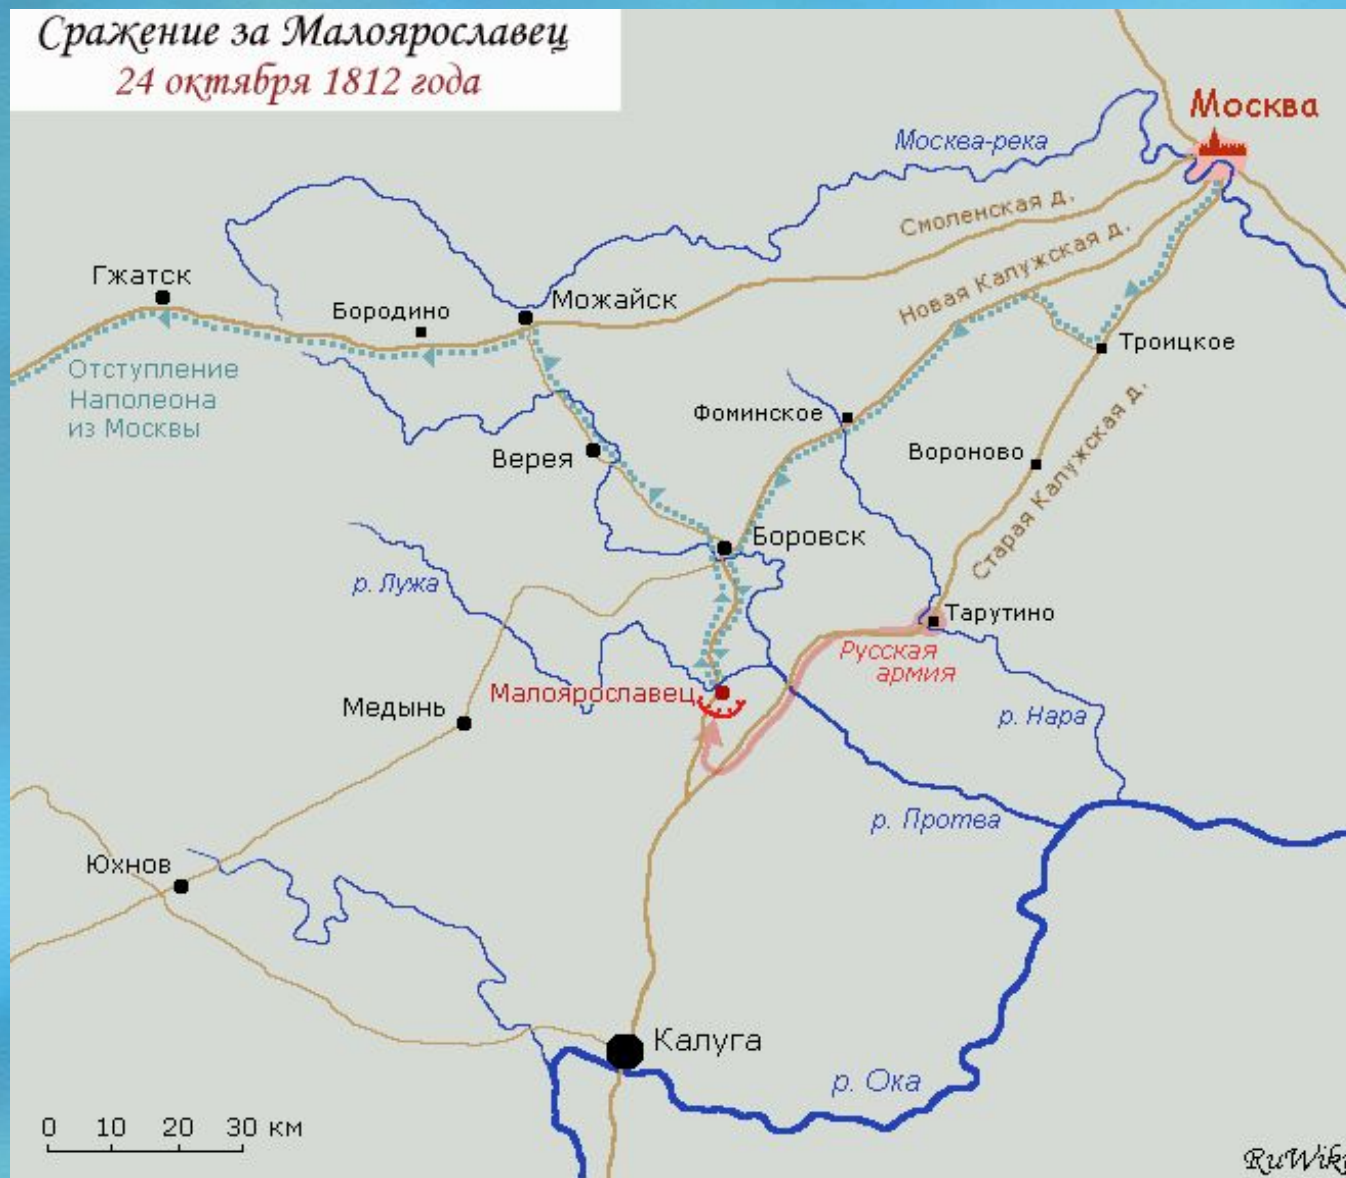 Сражение за Малоярославец
24 октября 1812 года
Москва
Москва-река
Смоленская д.
Новая Калужская д.
Гжатск
Бородино
Можайск
Троицкое
Отступление
Наполеона
из Москвы
Фоминское
Верея
Вороново
Старая Калужская д.
Боровск
р. Лужа
Тарутино
Русская
армия
Малоярославец
Медынь
р. Нара
р. Протва
Юхнов
Калуга
р. Ока
0 10 20 30 км
RuWiki